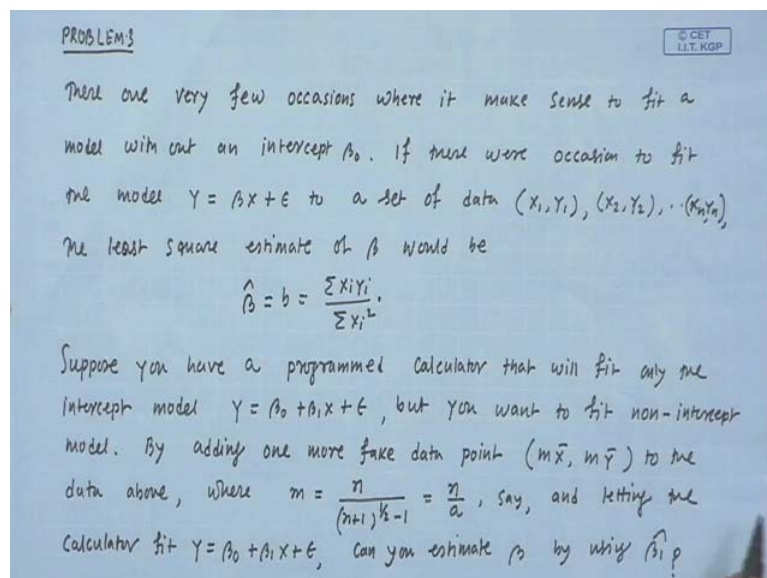 PROBLEM:3
© CET
I.I.T. KGP
There are very few occasions where it make sense to fit a
model with out an intercept β₀. If there were occasion to fit
the model Y = βX + ϵ to a set of data (X₁,Y₁), (X₂,Y₂), ··(XₙYₙ),
The least square estimate of β would be
β̂ = b = ΣXiYi / ΣXi².
Suppose you have a programmed calculator that will fit only the
intercept model Y = β₀ + β₁X + ϵ, but you want to fit non-intercept
model. By adding one more fake data point (mX̄, mȲ) to the
data above, where m = n / ((n+1)^½ - 1) = n/a, say, and letting the
Calculator fit Y = β₀ + β₁X + ϵ, can you estimate β by using β̂₁?